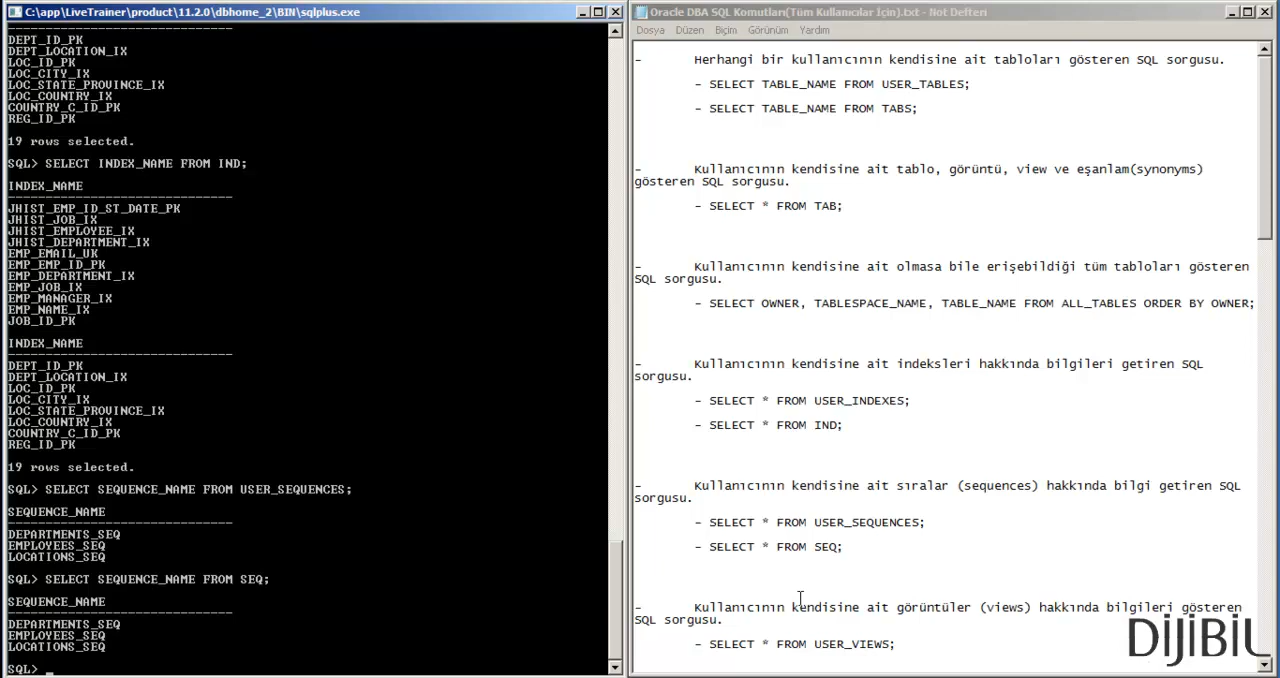 C:\app\LiveTrainer\product\11.2.0\dbhome_2\BIN\sqlplus.exe
------------------------------
DEPT_ID_PK
DEPT_LOCATION_IX
LOC_ID_PK
LOC_CITY_IX
LOC_STATE_PROVINCE_IX
LOC_COUNTRY_IX
COUNTRY_C_ID_PK
REG_ID_PK
19 rows selected.
SQL> SELECT INDEX_NAME FROM IND;
INDEX_NAME
------------------------------
JHIST_EMP_ID_ST_DATE_PK
JHIST_JOB_IX
JHIST_EMPLOYEE_IX
JHIST_DEPARTMENT_IX
EMP_EMAIL_UK
EMP_EMP_ID_PK
EMP_DEPARTMENT_IX
EMP_JOB_IX
EMP_MANAGER_IX
EMP_NAME_IX
JOB_ID_PK
INDEX_NAME
------------------------------
DEPT_ID_PK
DEPT_LOCATION_IX
LOC_ID_PK
LOC_CITY_IX
LOC_STATE_PROVINCE_IX
LOC_COUNTRY_IX
COUNTRY_C_ID_PK
REG_ID_PK
19 rows selected.
SQL> SELECT SEQUENCE_NAME FROM USER_SEQUENCES;
SEQUENCE_NAME
------------------------------
DEPARTMENTS_SEQ
EMPLOYEES_SEQ
LOCATIONS_SEQ
SQL> SELECT SEQUENCE_NAME FROM SEQ;
SEQUENCE_NAME
------------------------------
DEPARTMENTS_SEQ
EMPLOYEES_SEQ
LOCATIONS_SEQ
SQL> _
Oracle DBA SQL Komutları(Tüm Kullanıcılar İçin).txt - Not Defteri
Dosya Düzen Biçim Görünüm Yardım
- Herhangi bir kullanıcının kendisine ait tabloları gösteren SQL sorgusu.
- SELECT TABLE_NAME FROM USER_TABLES;
- SELECT TABLE_NAME FROM TABS;
- Kullanıcının kendisine ait tablo, görüntü, view ve eşanlam(synonyms)
gösteren SQL sorgusu.
- SELECT * FROM TAB;
- Kullanıcının kendisine ait olmasa bile erişebildiği tüm tabloları gösteren
SQL sorgusu.
- SELECT OWNER, TABLESPACE_NAME, TABLE_NAME FROM ALL_TABLES ORDER BY OWNER;
- Kullanıcının kendisine ait indeksleri hakkında bilgileri getiren SQL
sorgusu.
- SELECT * FROM USER_INDEXES;
- SELECT * FROM IND;
- Kullanıcının kendisine ait sıralar (sequences) hakkında bilgi getiren SQL
sorgusu.
- SELECT * FROM USER_SEQUENCES;
- SELECT * FROM SEQ;
- Kullanıcının kendisine ait görüntüler (views) hakkında bilgileri gösteren
SQL sorgusu.
- SELECT * FROM USER_VIEWS;
DiJiBiL